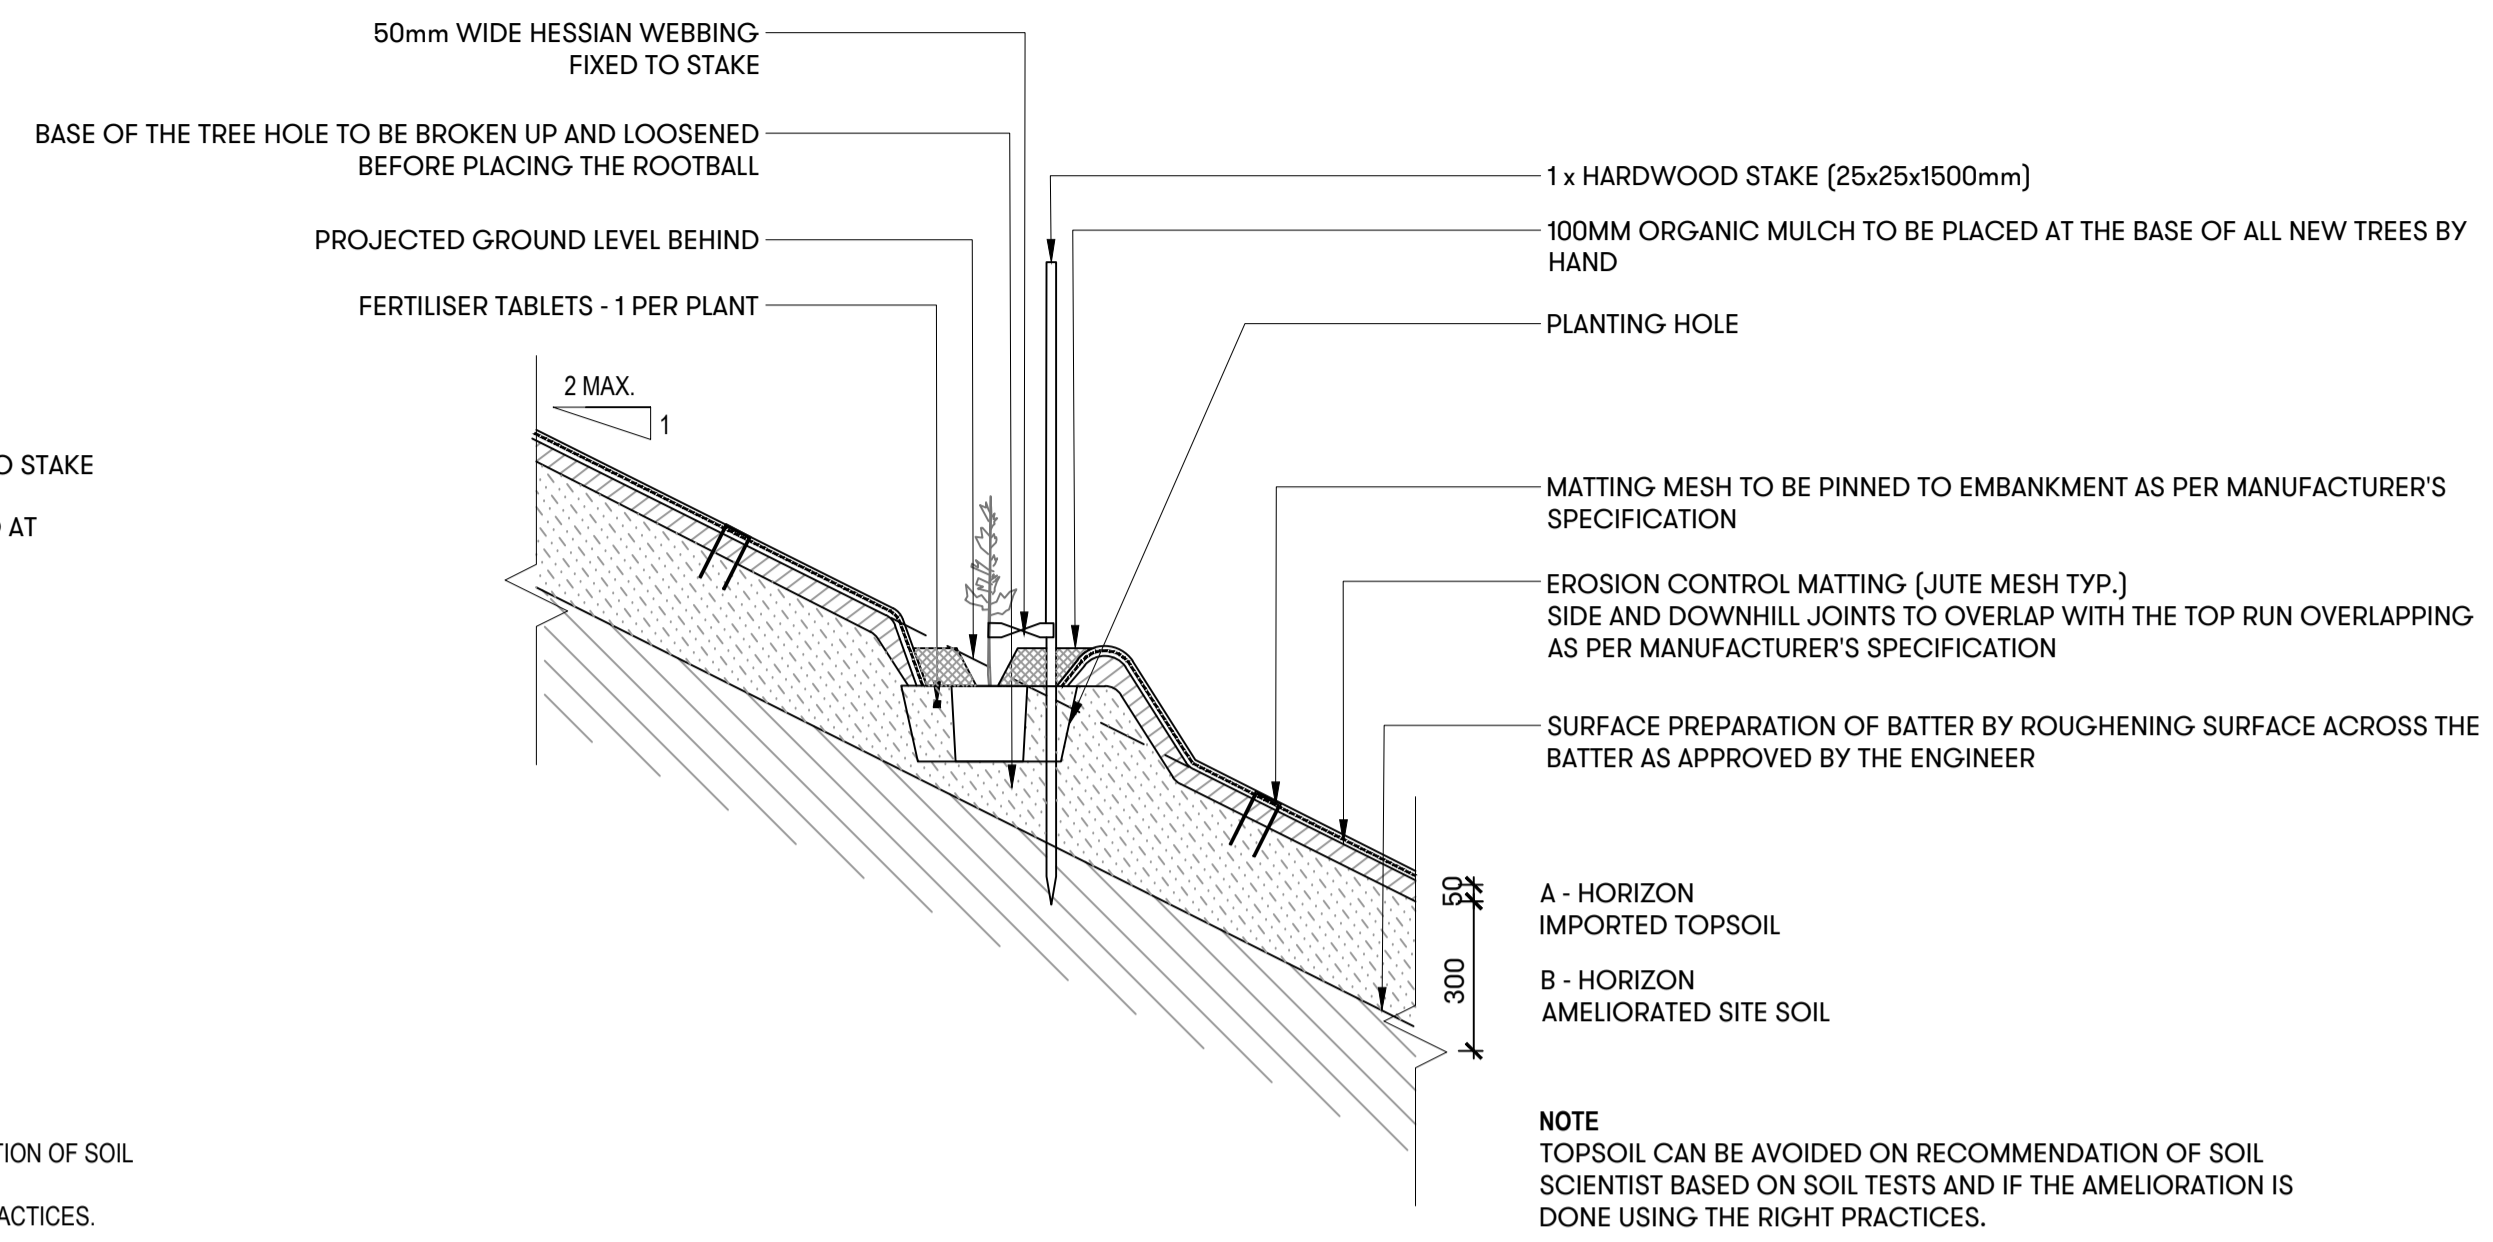 50mm WIDE HESSIAN WEBBING
FIXED TO STAKE
BASE OF THE TREE HOLE TO BE BROKEN UP AND LOOSENED
BEFORE PLACING THE ROOTBALL
PROJECTED GROUND LEVEL BEHIND
FERTILISER TABLETS - 1 PER PLANT
2 MAX.
1
STAKE
AT
OF SOIL
1 x HARDWOOD STAKE (25x25x1500mm)
100MM ORGANIC MULCH TO BE PLACED AT THE BASE OF ALL NEW TREES BY
HAND
PLANTING HOLE
MATTING MESH TO BE PINNED TO EMBANKMENT AS PER MANUFACTURER'S
SPECIFICATION
EROSION CONTROL MATTING (JUTE MESH TYP.)
SIDE AND DOWNHILL JOINTS TO OVERLAP WITH THE TOP RUN OVERLAPPING
AS PER MANUFACTURER'S SPECIFICATION
SURFACE PREPARATION OF BATTER BY ROUGHENING SURFACE ACROSS THE
BATTER AS APPROVED BY THE ENGINEER
50
A - HORIZON
IMPORTED TOPSOIL
300
B - HORIZON
AMELIORATED SITE SOIL
NOTE
TOPSOIL CAN BE AVOIDED ON RECOMMENDATION OF SOIL
SCIENTIST BASED ON SOIL TESTS AND IF THE AMELIORATION IS
DONE USING THE RIGHT PRACTICES.